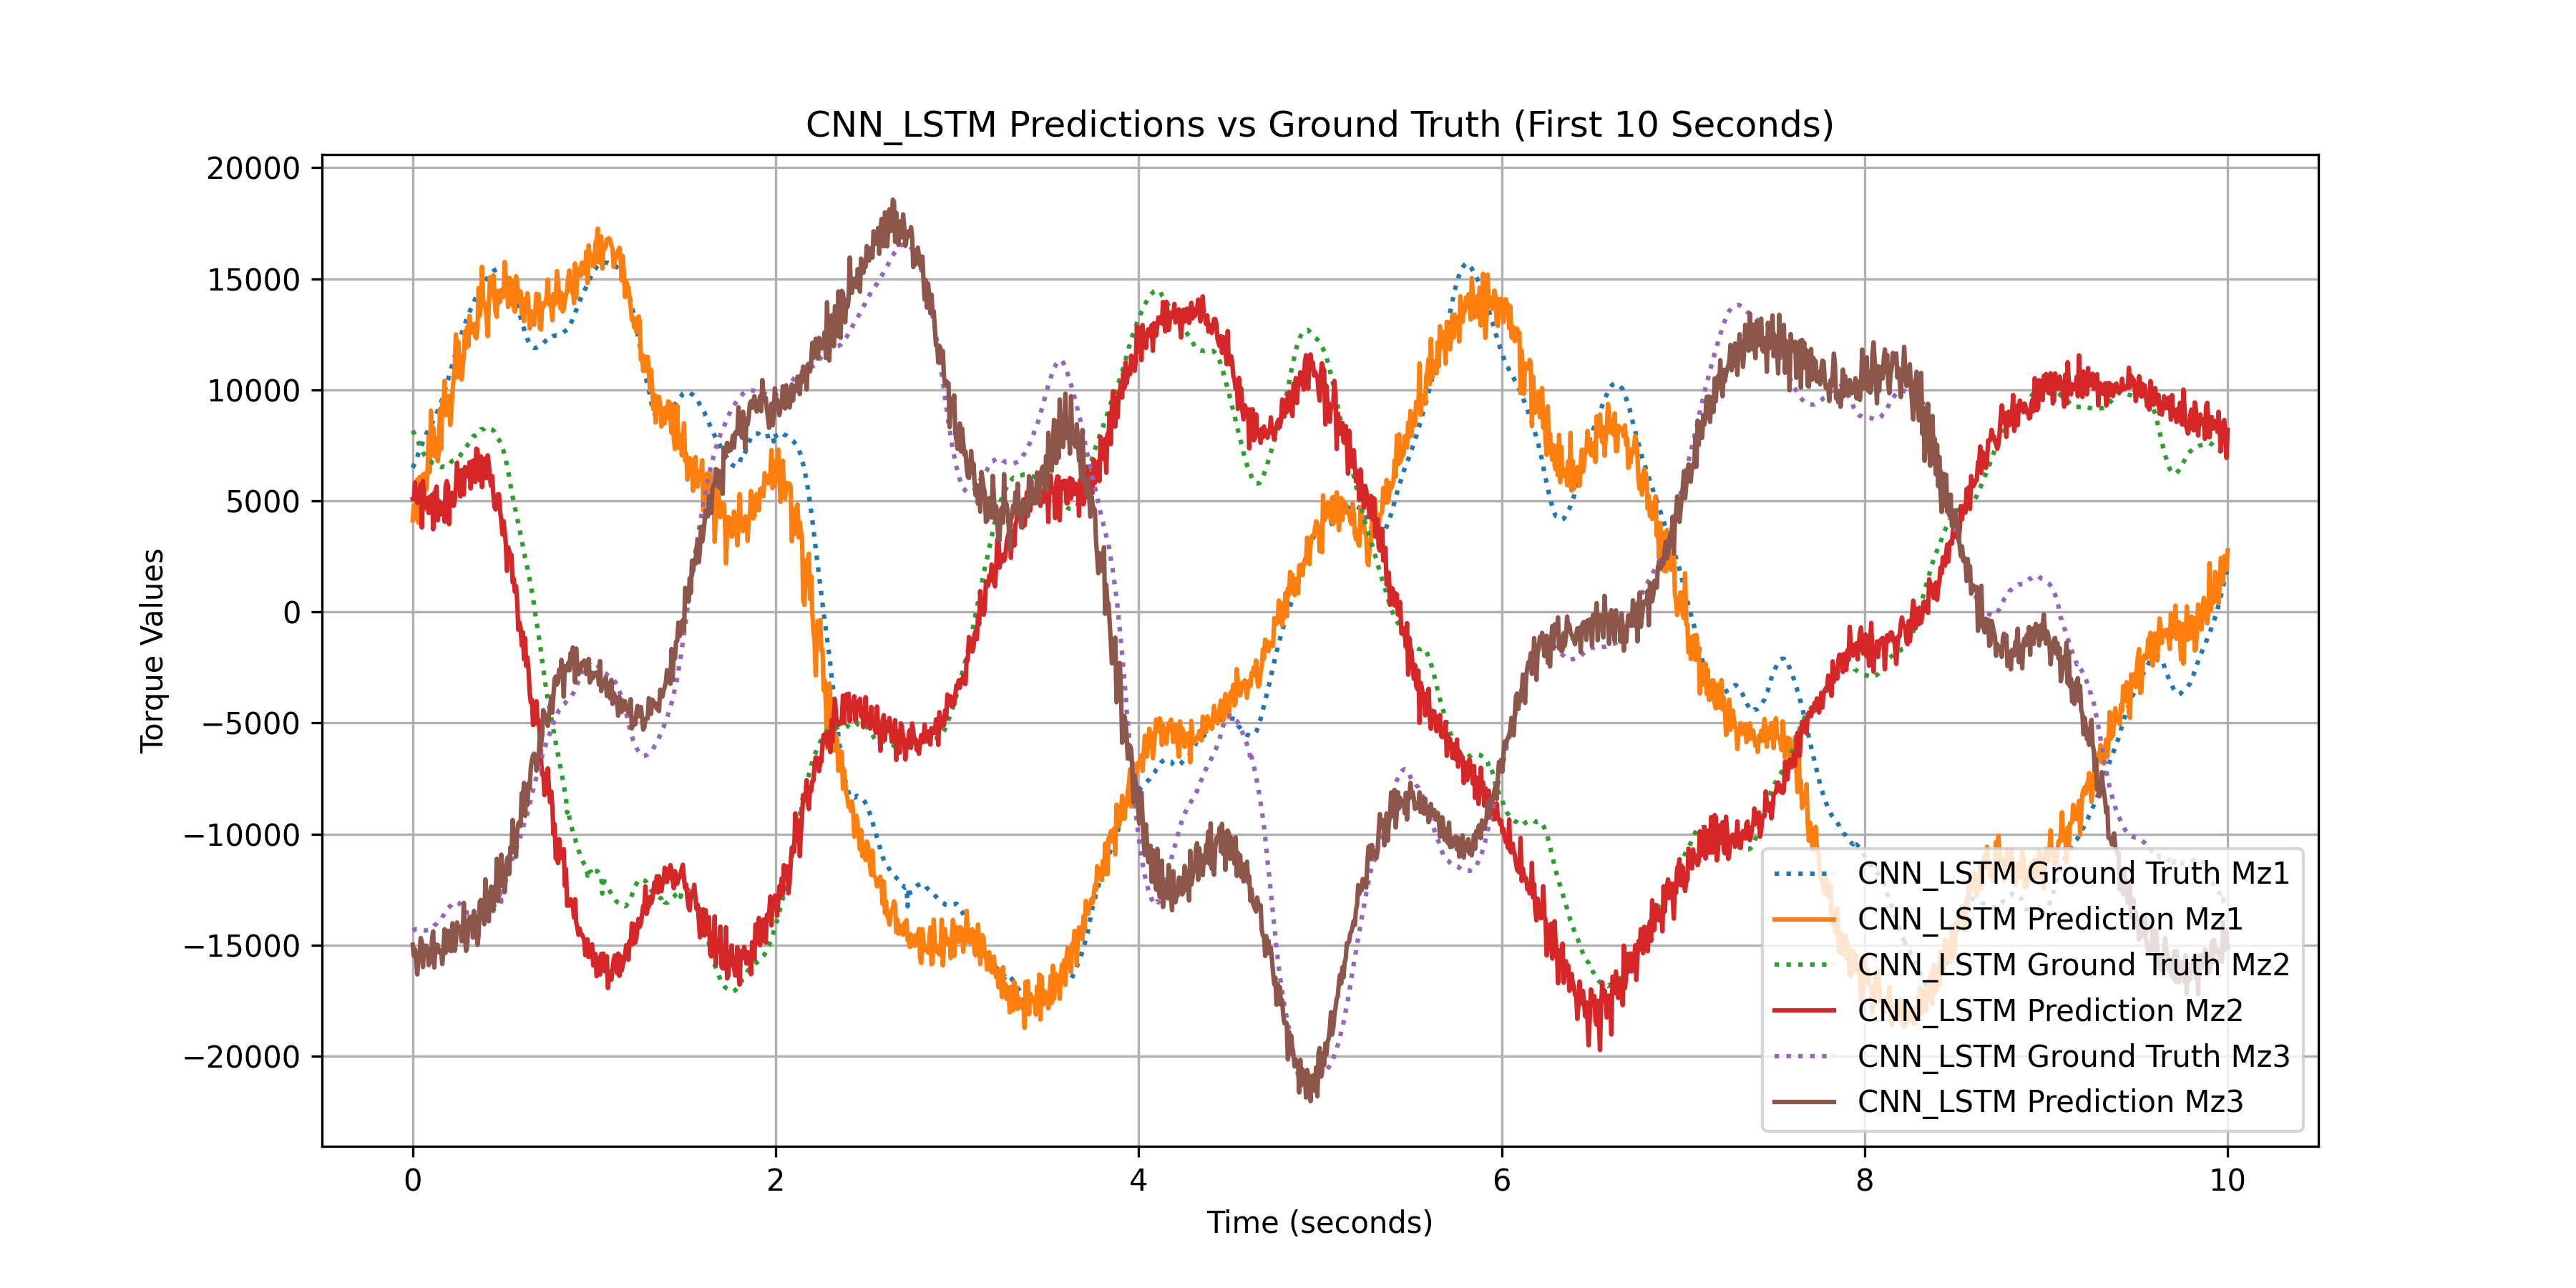 CNN_LSTM Predictions vs Ground Truth (First 10 Seconds)
20000
15000
10000
5000
0
−5000
−10000
−15000
−20000
Torque Values
CNN_LSTM Ground Truth Mz1
CNN_LSTM Prediction Mz1
CNN_LSTM Ground Truth Mz2
CNN_LSTM Prediction Mz2
CNN_LSTM Ground Truth Mz3
CNN_LSTM Prediction Mz3
0 2 4 6 8 10
Time (seconds)